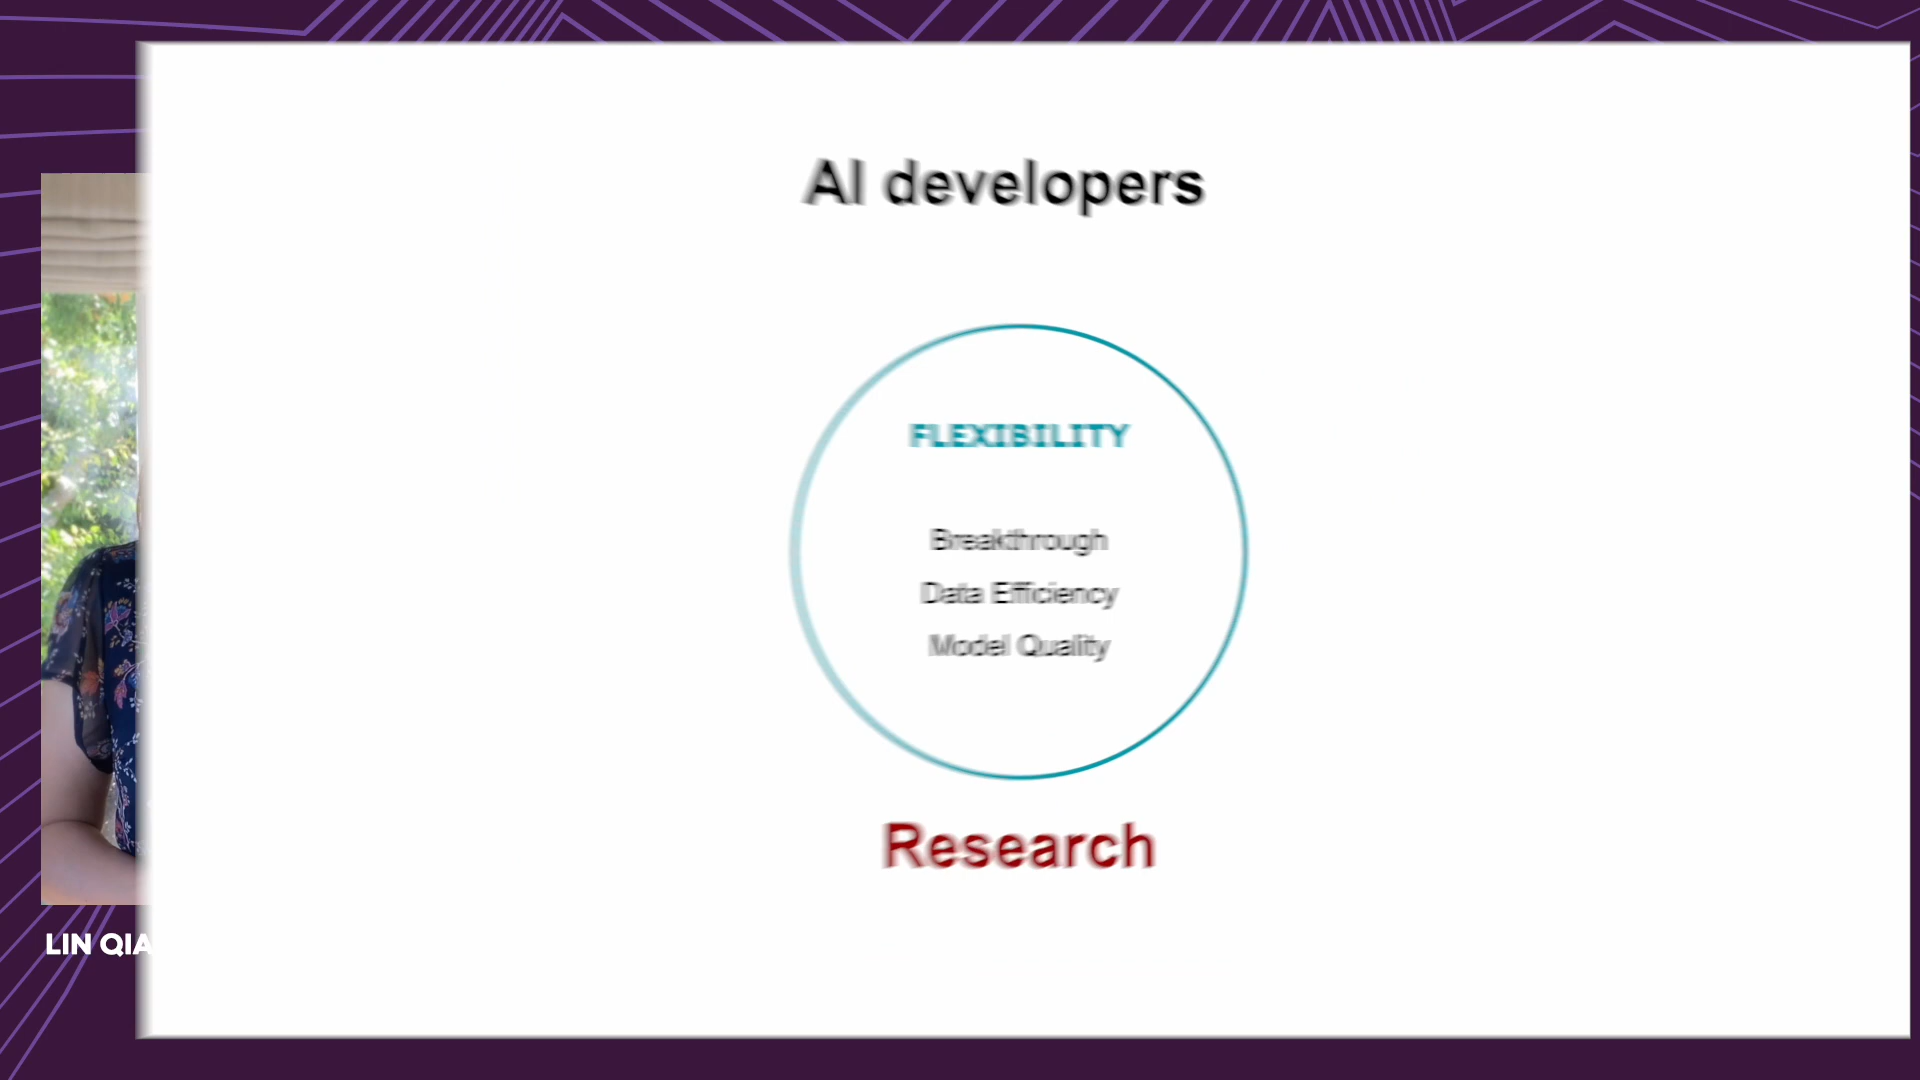 AI developers
FLEXIBILITY
Breakthrough
Data Efficiency
Model Quality
Research
LIN QIA